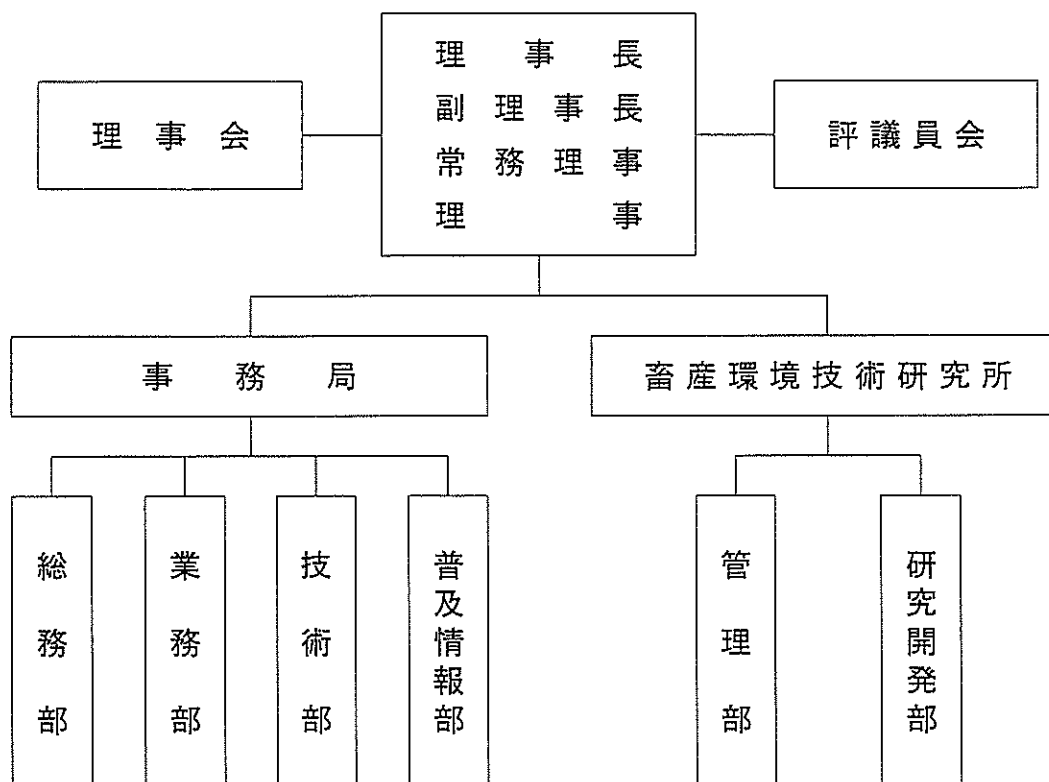 理事長
副理事長
常務理事
理事
理事会
評議員会
事務局
畜産環境技術研究所
総務部
業務部
技術部
普及情報部
管理部
研究開発部